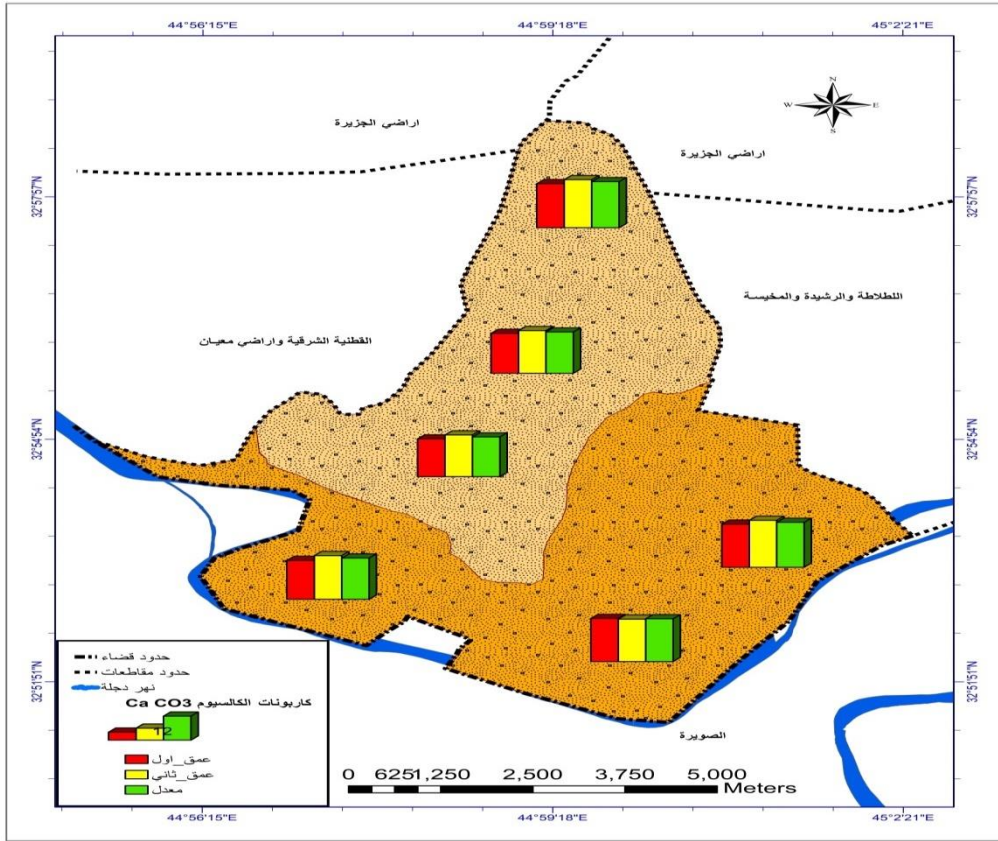 44°56'15"E 44°59'18"E 45°2'21"E
N
W E
S
اراضي الجزيرة
اراضي الجزيرة
32°57'57"N 32°57'57"N
القطنية الشرقية واراضي معيان
اللطلاطة والرشيدة والمخيسة
32°54'54"N 32°54'54"N
32°51'51"N 32°51'51"N
حدود قضاء
حدود مقاطعات
نهر دجلة
كاربونات الكالسيوم Ca CO3
12
عمق_اول
عمق_ثاني
معدل
الصويرة
0 625 1,250 2,500 3,750 5,000
Meters
44°56'15"E 44°59'18"E 45°2'21"E